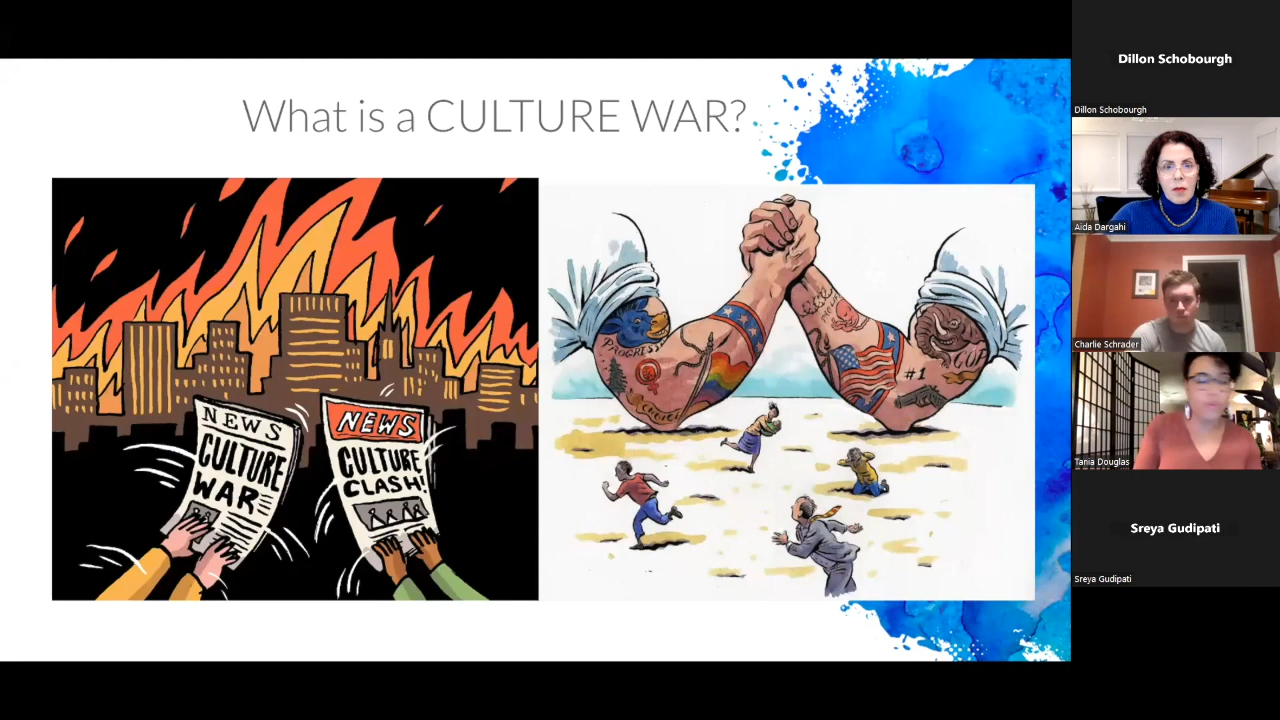 What is a CULTURE WAR?
NEWS
CULTURE
WAR
NEWS
CULTURE
CLASH!
PROGRESS
#1
Dillon Schobourgh
Dillon Schobourgh
Aida Dargahi
Charlie Schrader
Tania Douglas
Sreya Gudipati
Sreya Gudipati